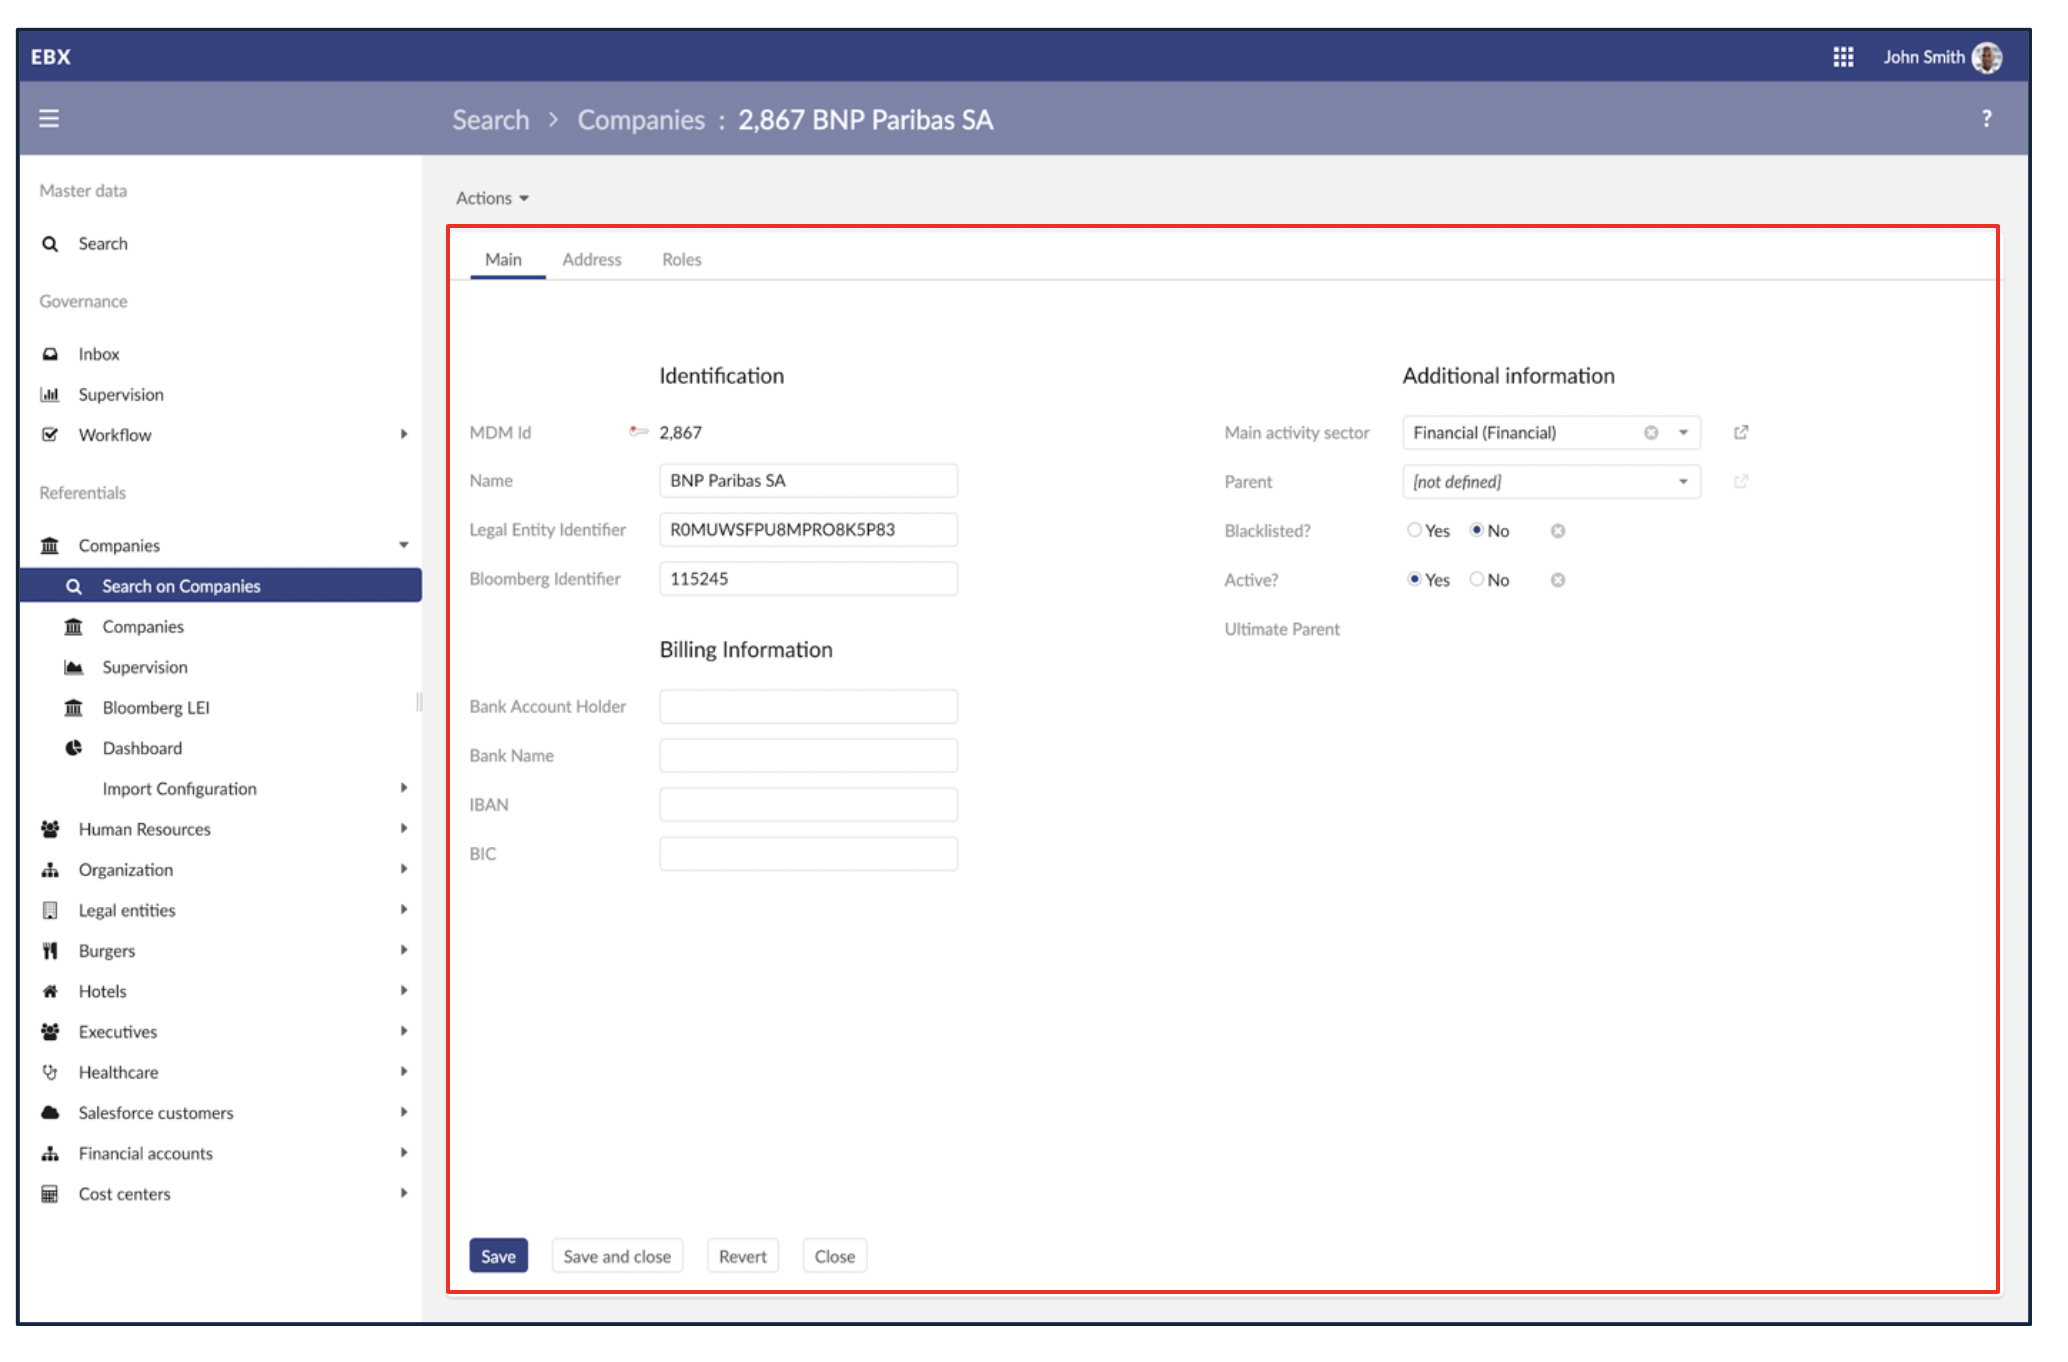 EBX
John Smith
Search > Companies : 2,867 BNP Paribas SA
?
Master data
Search
Governance
Inbox
Supervision
Workflow
Referentials
Companies
Search on Companies
Companies
Supervision
Bloomberg LEI
Dashboard
Import Configuration
Human Resources
Organization
Legal entities
Burgers
Hotels
Executives
Healthcare
Salesforce customers
Financial accounts
Cost centers
Actions
Main Address Roles
Identification
MDM Id 2,867
Name BNP Paribas SA
Legal Entity Identifier R0MUWSFPU8MPRO8K5P83
Bloomberg Identifier 115245
Billing Information
Bank Account Holder
Bank Name
IBAN
BIC
Additional information
Main activity sector Financial (Financial)
Parent [not defined]
Blacklisted? Yes No
Active? Yes No
Ultimate Parent
Save Save and close Revert Close